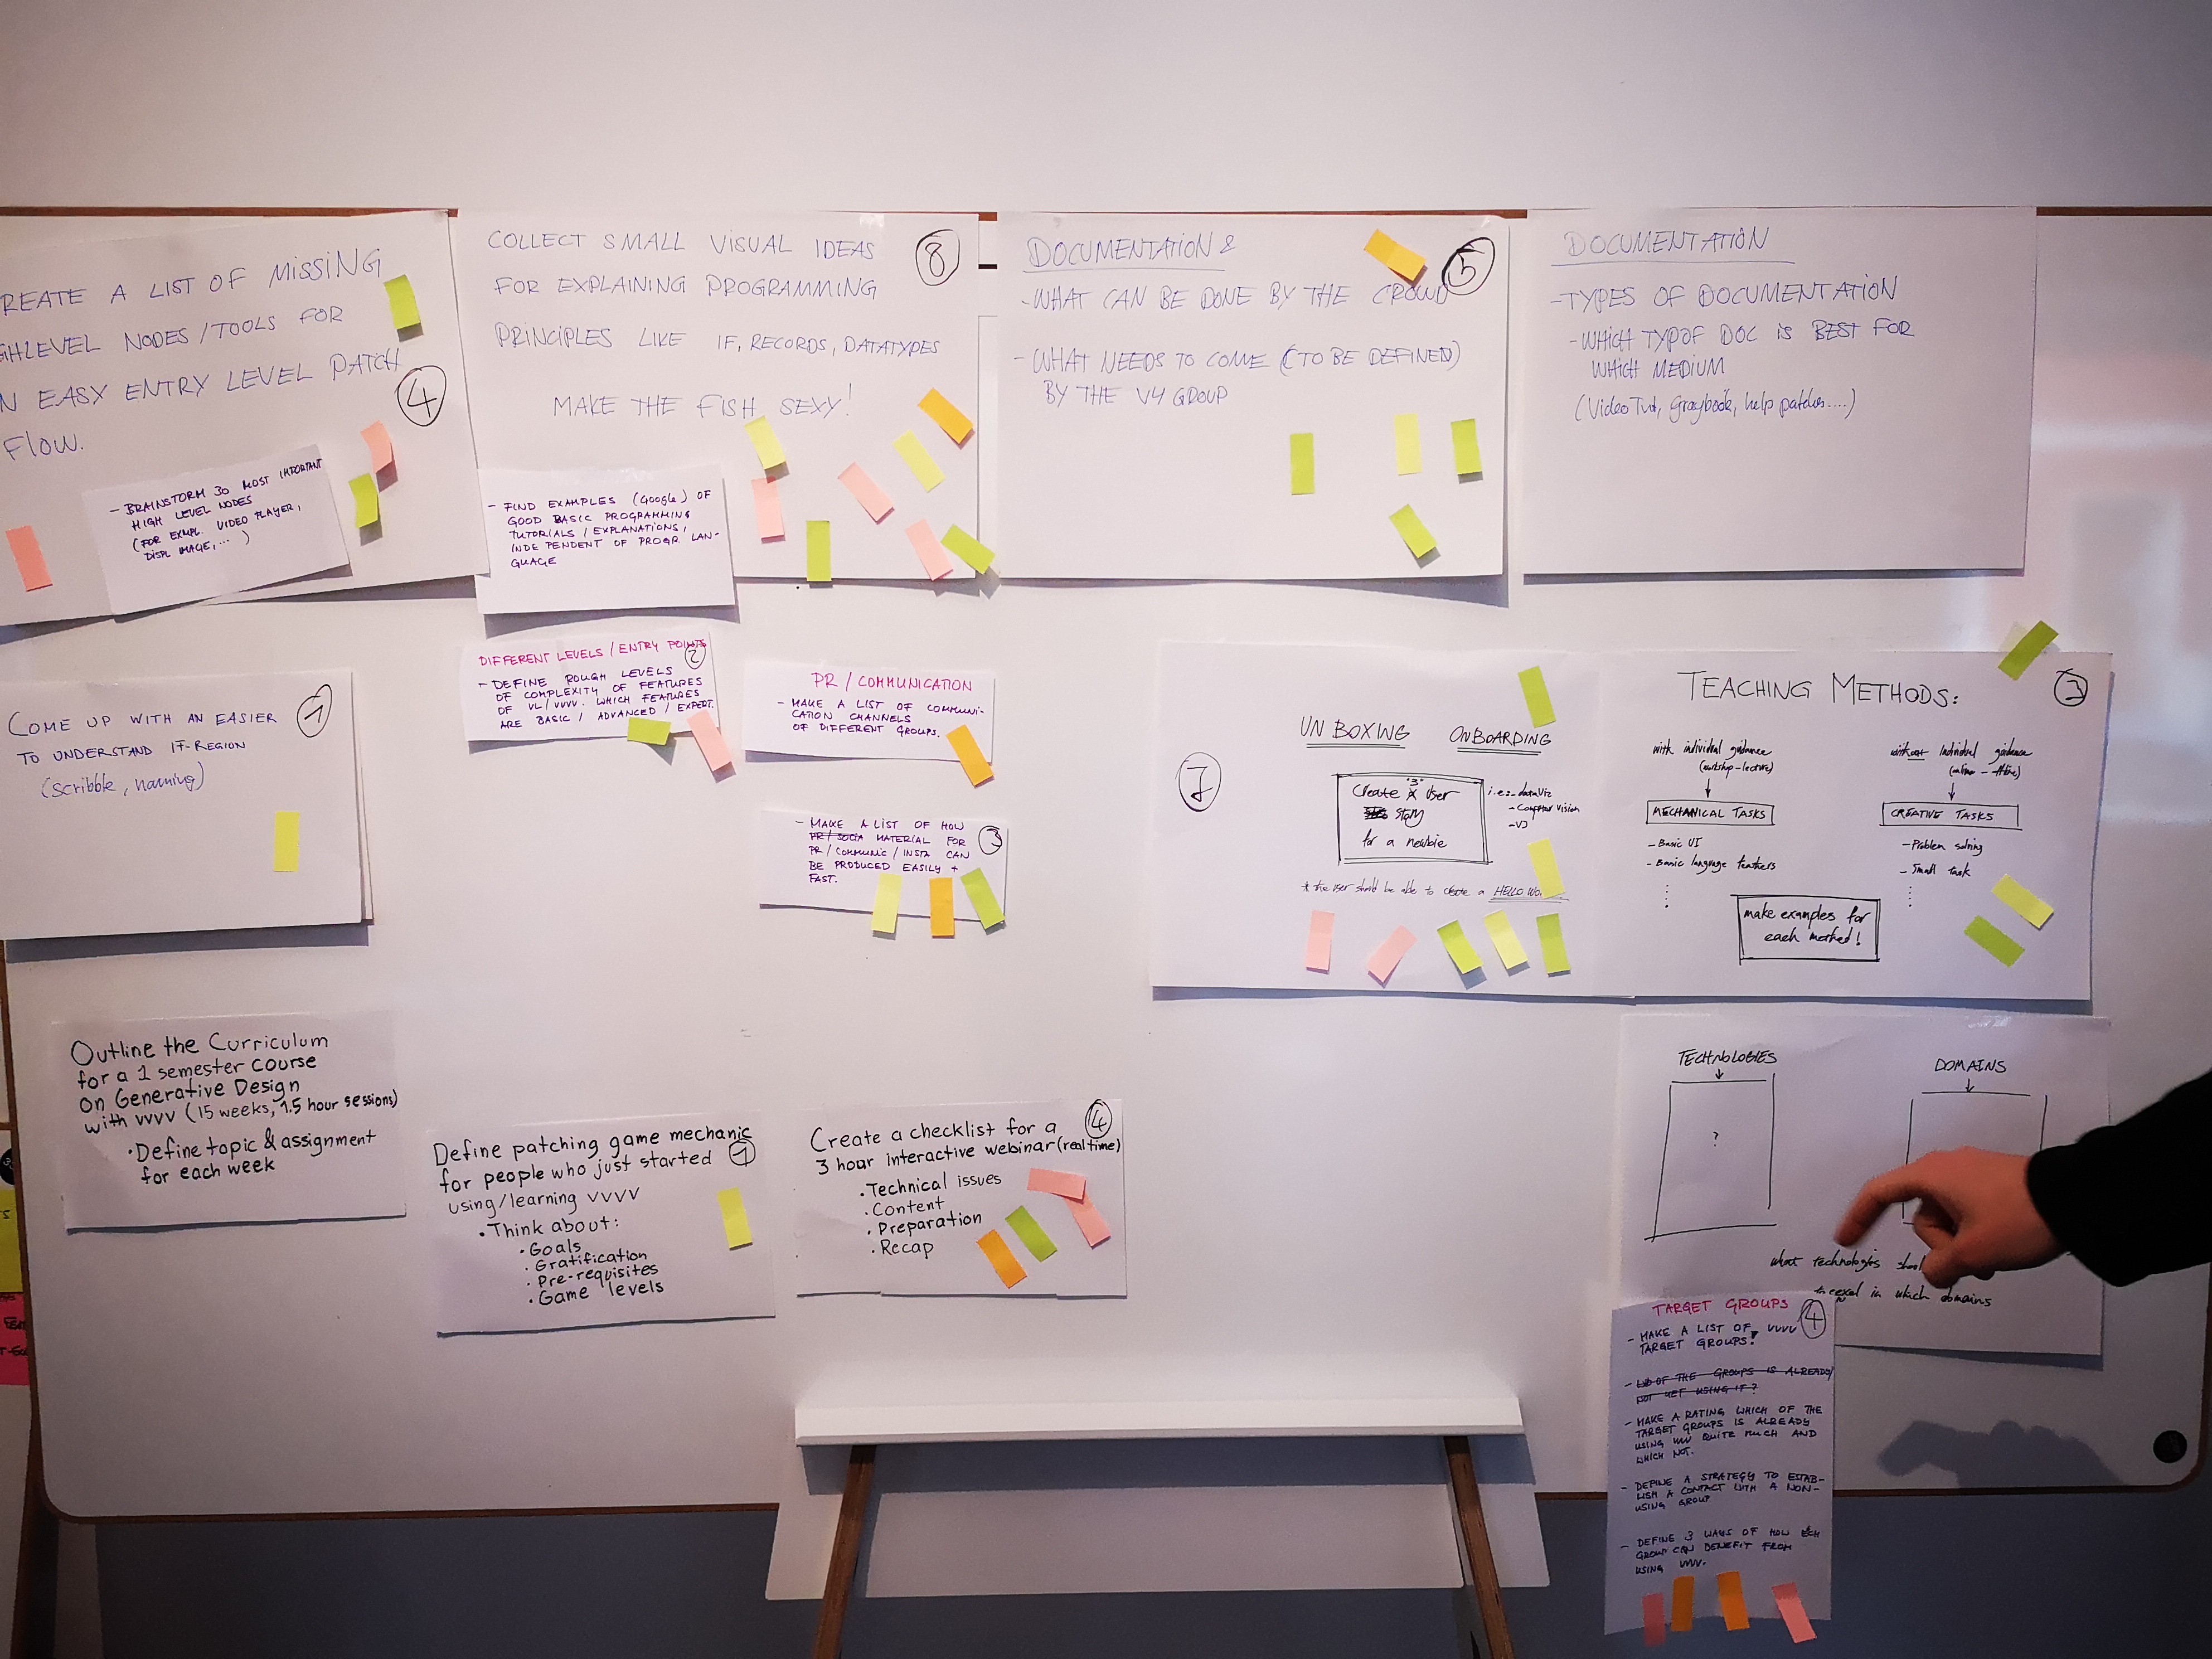 REATE A LIST OF MISSING
GHLEVEL NODES/TOOLS FOR
N EASY ENTRY LEVEL PATCH
FLOW.
4
- BRAINSTORM 30 MOST IMPORTANT
HIGH LEVEL NODES
(FOR EXMPL. VIDEO PLAYER,
DISPL IMAGE, ... )
COLLECT SMALL VISUAL IDEAS
FOR EXPLAINING PROGRAMMING
PRINCIPLES LIKE IF, RECORDS, DATATYPES
MAKE THE FISH SEXY!
8
- FIND EXAMPLES (Google) OF
GOOD BASIC PROGRAMMING
TUTORIALS / EXPLANATIONS,
INDEPENDENT OF PROGR. LAN-
GUAGE
DOCUMENTATION 2
5
- WHAT CAN BE DONE BY THE CROWD
- WHAT NEEDS TO COME (TO BE DEFINED)
BY THE V4 GROUP
DOCUMENTATION
- TYPES OF DOCUMENTATION
- WHICH TYP OF DOC IS BEST FOR
WHICH MEDIUM
(Video Tut, Graybook, help patches....)
COME UP WITH AN EASIER
TO UNDERSTAND IF-REGION
(scribble, naming)
1
DIFFERENT LEVELS / ENTRY POINTS
2
- DEFINE ROUGH LEVELS
OF COMPLEXITY OF FEATURES
OF VL/VVVV. WHICH FEATURES
ARE BASIC / ADVANCED / EXPERT.
PR / COMMUNICATION
- MAKE A LIST OF COMMUNI-
CATION CHANNELS
OF DIFFERENT GROUPS.
- MAKE A LIST OF HOW
PR/SOCIA MATERIAL FOR
PR/COMMUNIC/INSTA CAN
BE PRODUCED EASILY +
FAST.
3
7
UNBOXING ONBOARDING
Create 3 User
story
for a newbie
i.e.: - dataViz
- Computer Vision
- VJ
* the user should be able to create a HELLO WO
TEACHING METHODS:
3
with individual guidance
(workshop - lecture)
MECHANICAL TASKS
- Basic UI
- Basic language features
without individual guidance
(online - offline)
CREATIVE TASKS
- Problem solving
- Small task
make examples for
each method!
Outline the Curriculum
for a 1 semester course
on Generative Design
with vvvv (15 weeks, 1.5 hour sessions)
• Define topic & assignment
for each week
Define patching game mechanic
for people who just started
using/learning vvvv
1
• Think about:
• Goals
• Gratification
• Pre-requisites
• Game levels
Create a checklist for a
3 hour interactive webinar (real time)
4
• Technical issues
• Content
• Preparation
• Recap
TECHNOLOGIES
?
DOMAINS
what technologies shoul
in which domains
TARGET GROUPS
4
- MAKE A LIST OF VVVV
TARGET GROUPS!
- OF THE GROUPS IS ALREADY/
NOT YET USING IT?
- MAKE A RATING WHICH OF THE
TARGET GROUPS IS ALREADY
USING VVVV QUITE MUCH AND
WHICH NOT.
- DEFINE A STRATEGY TO ESTAB-
LISH A CONTACT WITH A NON-
USING GROUP
- DEFINE 3 WAYS OF HOW ECH
GROUP CAN BENEFIT FROM
USING VVVV.